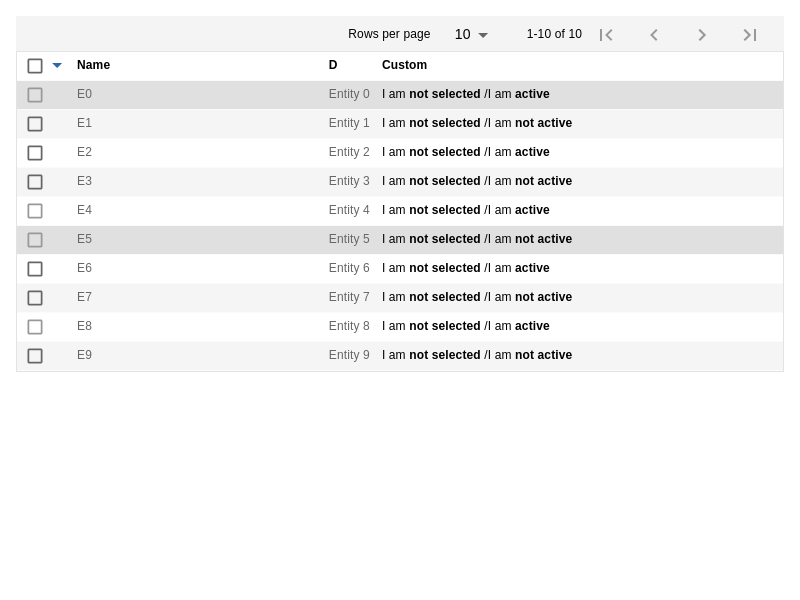 Rows per page 10 1-10 of 10
Name D Custom
E0 Entity 0 I am not selected /I am active
E1 Entity 1 I am not selected /I am not active
E2 Entity 2 I am not selected /I am active
E3 Entity 3 I am not selected /I am not active
E4 Entity 4 I am not selected /I am active
E5 Entity 5 I am not selected /I am not active
E6 Entity 6 I am not selected /I am active
E7 Entity 7 I am not selected /I am not active
E8 Entity 8 I am not selected /I am active
E9 Entity 9 I am not selected /I am not active